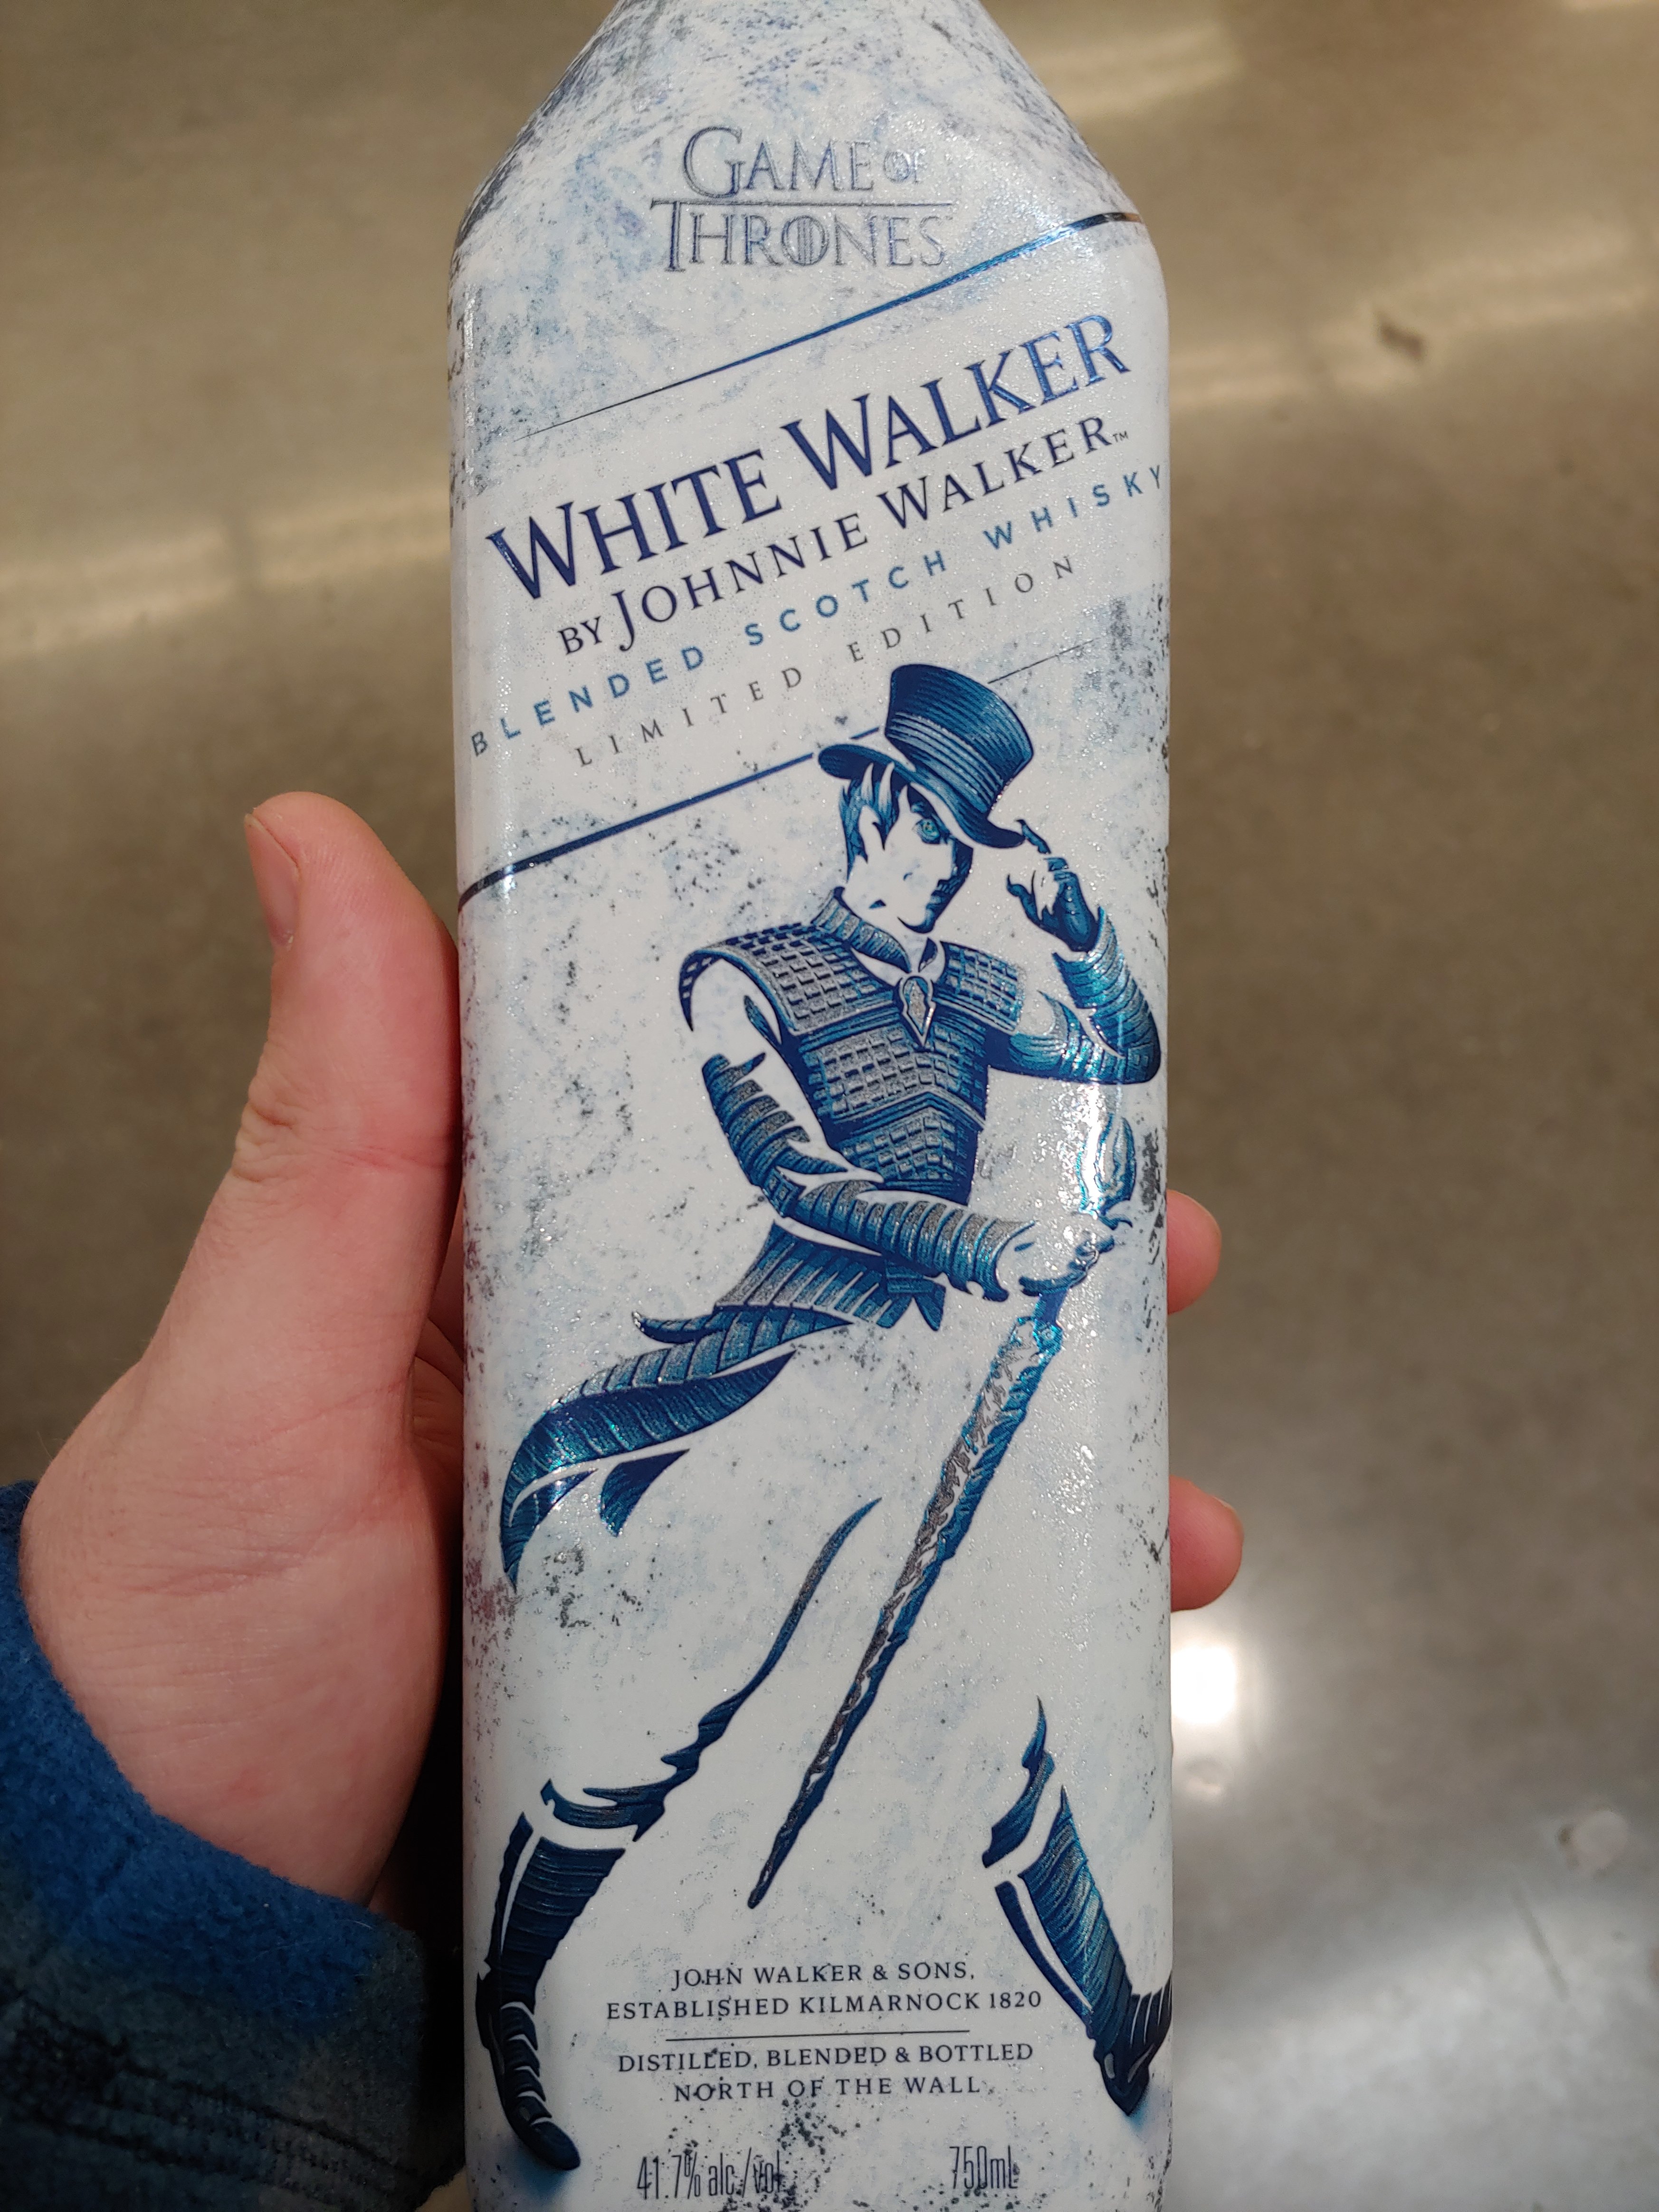 GAME OF
THRONES
WHITE WALKER
BY JOHNNIE WALKER™
BLENDED SCOTCH WHISKY
LIMITED EDITION
JOHN WALKER & SONS,
ESTABLISHED KILMARNOCK 1820
DISTILLED, BLENDED & BOTTLED
NORTH OF THE WALL
41.7% alc./vol 750mL